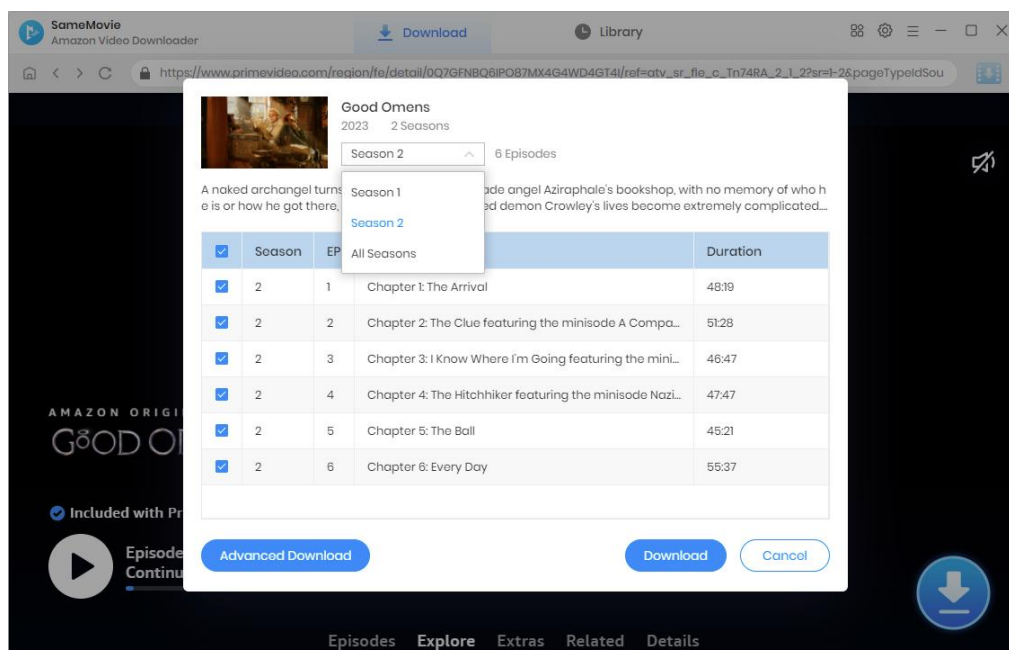 SameMovie
Amazon Video Downloader
Download
Library
https://www.primevideo.com/region/fe/detail/0Q7GFNBQ6IPO87MX4G4WD4GT4I/ref=atv_sr_fle_c_Tn74RA_2_1_2?sr=1-2&pageTypeIdSou
Good Omens
2023 2 Seasons
Season 2 6 Episodes
A naked archangel turns ade angel Aziraphale's bookshop, with no memory of who h
e is or how he got there, ed demon Crowley's lives become extremely complicated....
Season 1
Season 2
All Seasons
Season EP Duration
2 1 Chapter 1: The Arrival 48:19
2 2 Chapter 2: The Clue featuring the minisode A Compa... 51:28
2 3 Chapter 3: I Know Where I'm Going featuring the mini... 46:47
2 4 Chapter 4: The Hitchhiker featuring the minisode Nazi... 47:47
2 5 Chapter 5: The Ball 45:21
2 6 Chapter 6: Every Day 55:37
AMAZON ORIGI
GOOD O
Included with Pr
Episode
Continu
Advanced Download
Download
Cancel
Episodes Explore Extras Related Details